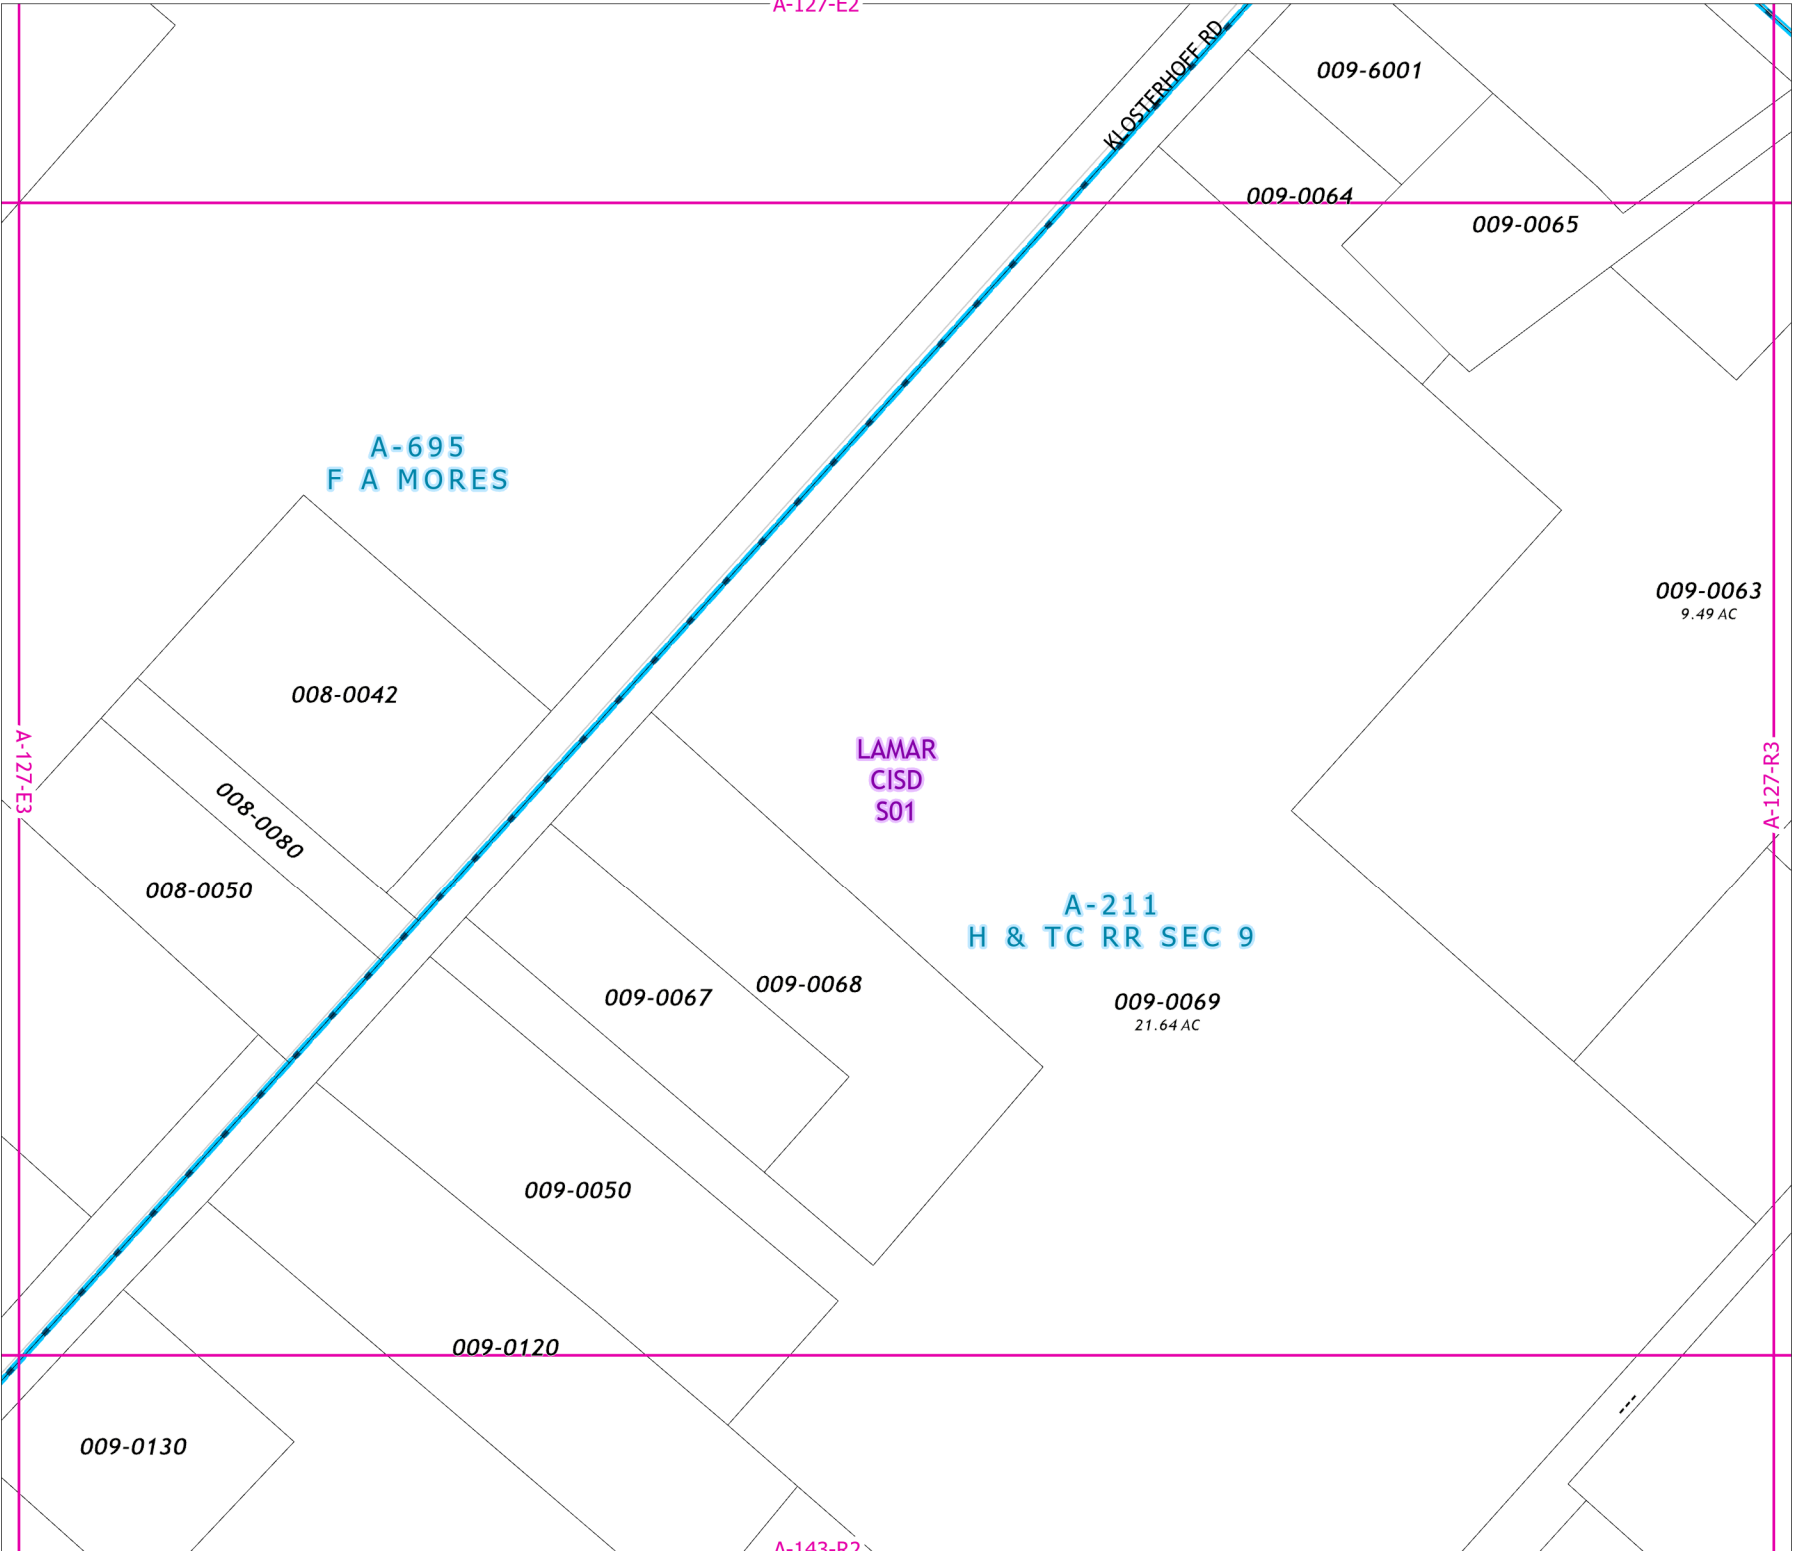 A-127-E2
KLOSTERHOFF RD
009-6001
009-0064
009-0065
A-695
F A MORES
009-0063
9.49 AC
008-0042
A-127-E3
LAMAR
CISD
S01
A-127-R3
008-0080
008-0050
A-211
H & TC RR SEC 9
009-0067
009-0068
009-0069
21.64 AC
009-0050
009-0120
009-0130
A-143-R2